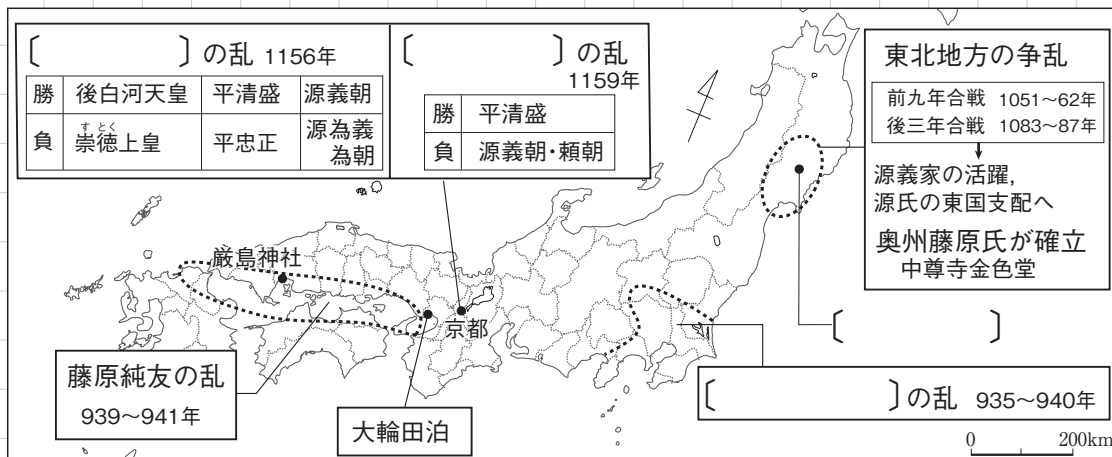 〔　　　　　〕の乱 1156年
勝 後白河天皇 平清盛 源義朝
負 崇徳上皇 平忠正 源為義 為朝
すとく
〔　　　　　〕の乱
1159年
勝 平清盛
負 源義朝・頼朝
東北地方の争乱
前九年合戦 1051〜62年
後三年合戦 1083〜87年
源義家の活躍,
源氏の東国支配へ
奥州藤原氏が確立
中尊寺金色堂
厳島神社
京都
〔　　　　　〕
藤原純友の乱
939〜941年
大輪田泊
〔　　　　　　〕の乱 935〜940年
0 200km